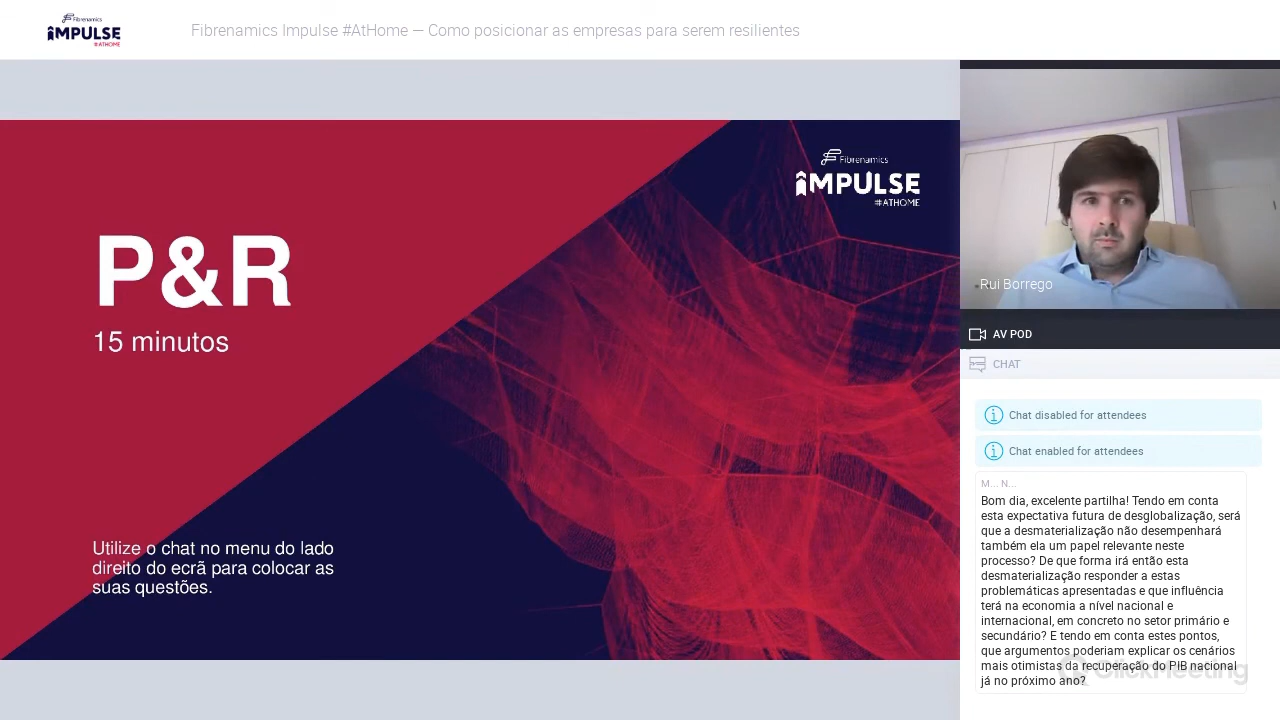 Fibrenamics
IMPULSE
#ATHOME
Fibrenamics Impulse #AtHome — Como posicionar as empresas para serem resilientes
Fibrenamics
IMPULSE
#ATHOME
P&R
15 minutos
Utilize o chat no menu do lado
direito do ecrã para colocar as
suas questões.
Rui Borrego
AV POD
CHAT
Chat disabled for attendees
Chat enabled for attendees
M... N...
Bom dia, excelente partilha! Tendo em conta
esta expectativa futura de desglobalização, será
que a desmaterialização não desempenhará
também ela um papel relevante neste
processo? De que forma irá então esta
desmaterialização responder a estas
problemáticas apresentadas e que influência
terá na economia a nível nacional e
internacional, em concreto no setor primário e
secundário? E tendo em conta estes pontos,
que argumentos poderiam explicar os cenários
mais otimistas da recuperação do PIB nacional
já no próximo ano?
ClickMeeting